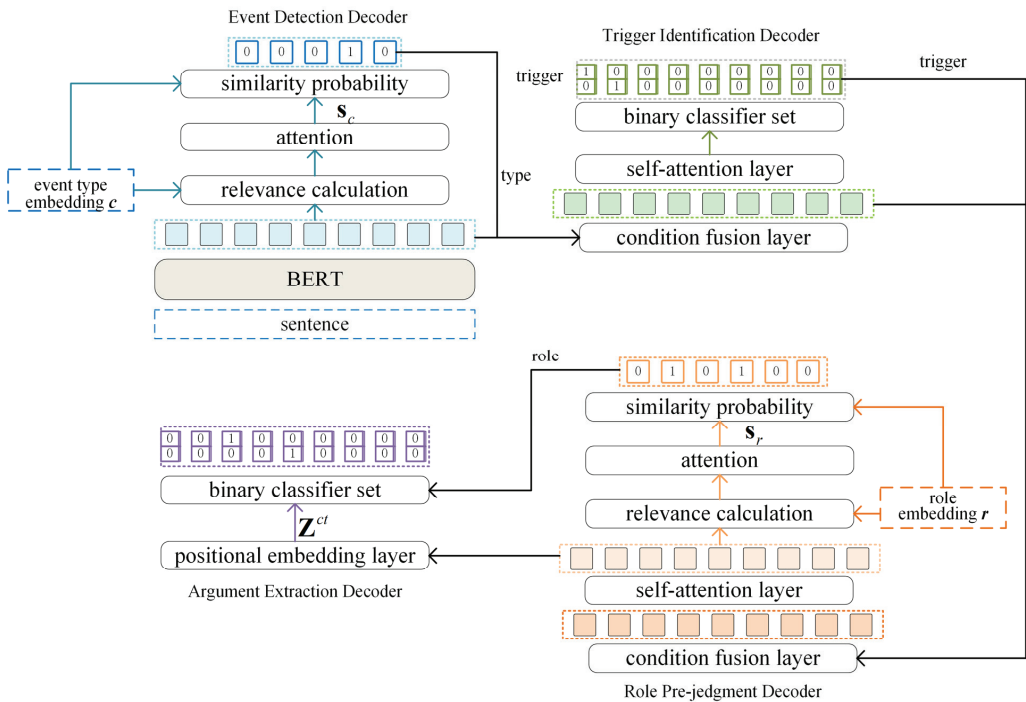 Event Detection Decoder
0 0 0 1 0
similarity probability
s_c
attention
event type
embedding c
relevance calculation
type
BERT
sentence
Trigger Identification Decoder
trigger
trigger
1 0 0 0 0 0 0 0 0
0 1 0 0 0 0 0 0 0
binary classifier set
self-attention layer
condition fusion layer
role
0 1 0 1 0 0
similarity probability
s_r
attention
role
embedding r
relevance calculation
self-attention layer
condition fusion layer
Role Pre-jedgment Decoder
0 0 1 0 0 0 0 0 0
0 0 0 0 1 0 0 0 0
binary classifier set
Z^ct
positional embedding layer
Argument Extraction Decoder